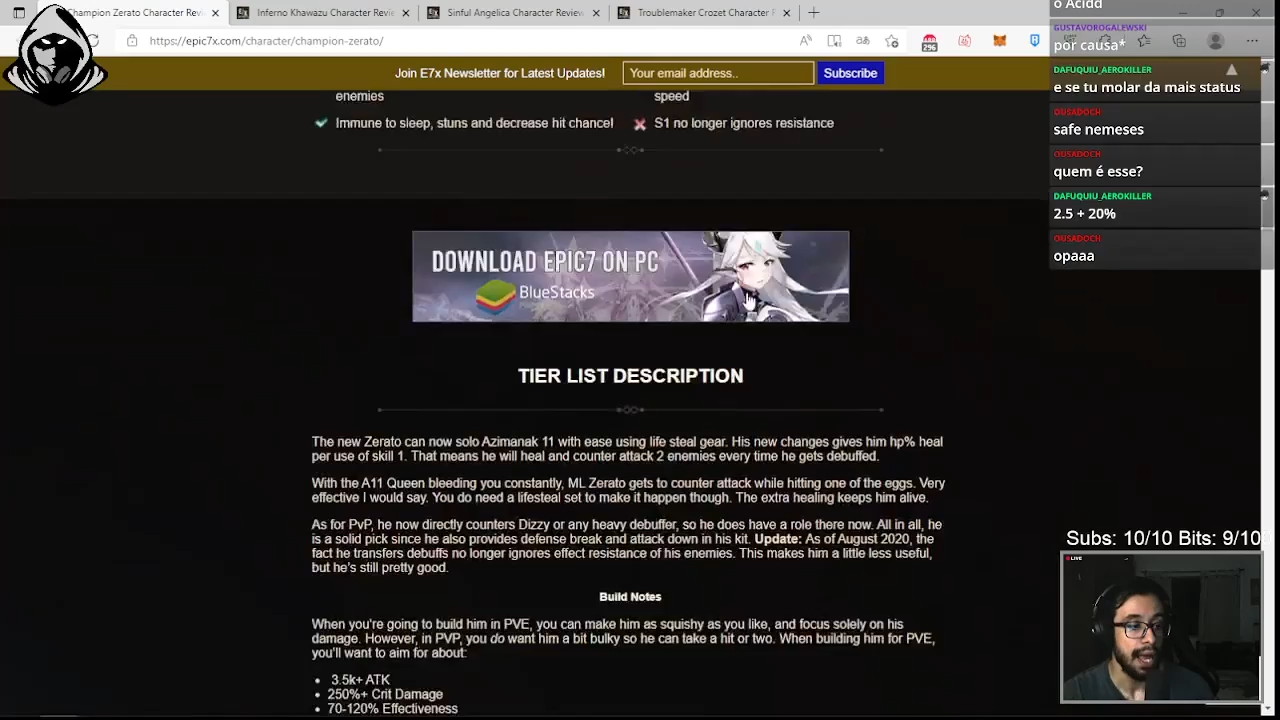 Champion Zerato Character Review
Inferno Khawazu Character Revie
Sinful Angelica Character Review
Troublemaker Crozet Character P
https://epic7x.com/character/champion-zerato/
296
Join E7x Newsletter for Latest Updates!
Your email address..
Subscribe
enemies
speed
Immune to sleep, stuns and decrease hit chance!
S1 no longer ignores resistance
DOWNLOAD EPIC7 ON PC
BlueStacks
TIER LIST DESCRIPTION
The new Zerato can now solo Azimanak 11 with ease using life steal gear. His new changes gives him hp% heal
per use of skill 1. That means he will heal and counter attack 2 enemies every time he gets debuffed.
With the A11 Queen bleeding you constantly, ML Zerato gets to counter attack while hitting one of the eggs. Very
effective I would say. You do need a lifesteal set to make it happen though. The extra healing keeps him alive.
As for PvP, he now directly counters Dizzy or any heavy debuffer, so he does have a role there now. All in all, he
is a solid pick since he also provides defense break and attack down in his kit. Update: As of August 2020, the
fact he transfers debuffs no longer ignores effect resistance of his enemies. This makes him a little less useful,
but he's still pretty good.
Build Notes
When you're going to build him in PVE, you can make him as squishy as you like, and focus solely on his
damage. However, in PVP, you do want him a bit bulky so he can take a hit or two. When building him for PVE,
you'll want to aim for about:
• 3.5k+ ATK
• 250%+ Crit Damage
• 70-120% Effectiveness
o Acidd
GUSTAVOROGALEWSKI
por causa*
DAFUQUIU_AEROKILLER
e se tu molar da mais status
OUSADOCH
safe nemeses
OUSADOCH
quem é esse?
DAFUQUIU_AEROKILLER
2.5 + 20%
OUSADOCH
opaaa
Subs: 10/10 Bits: 9/100
LIVE